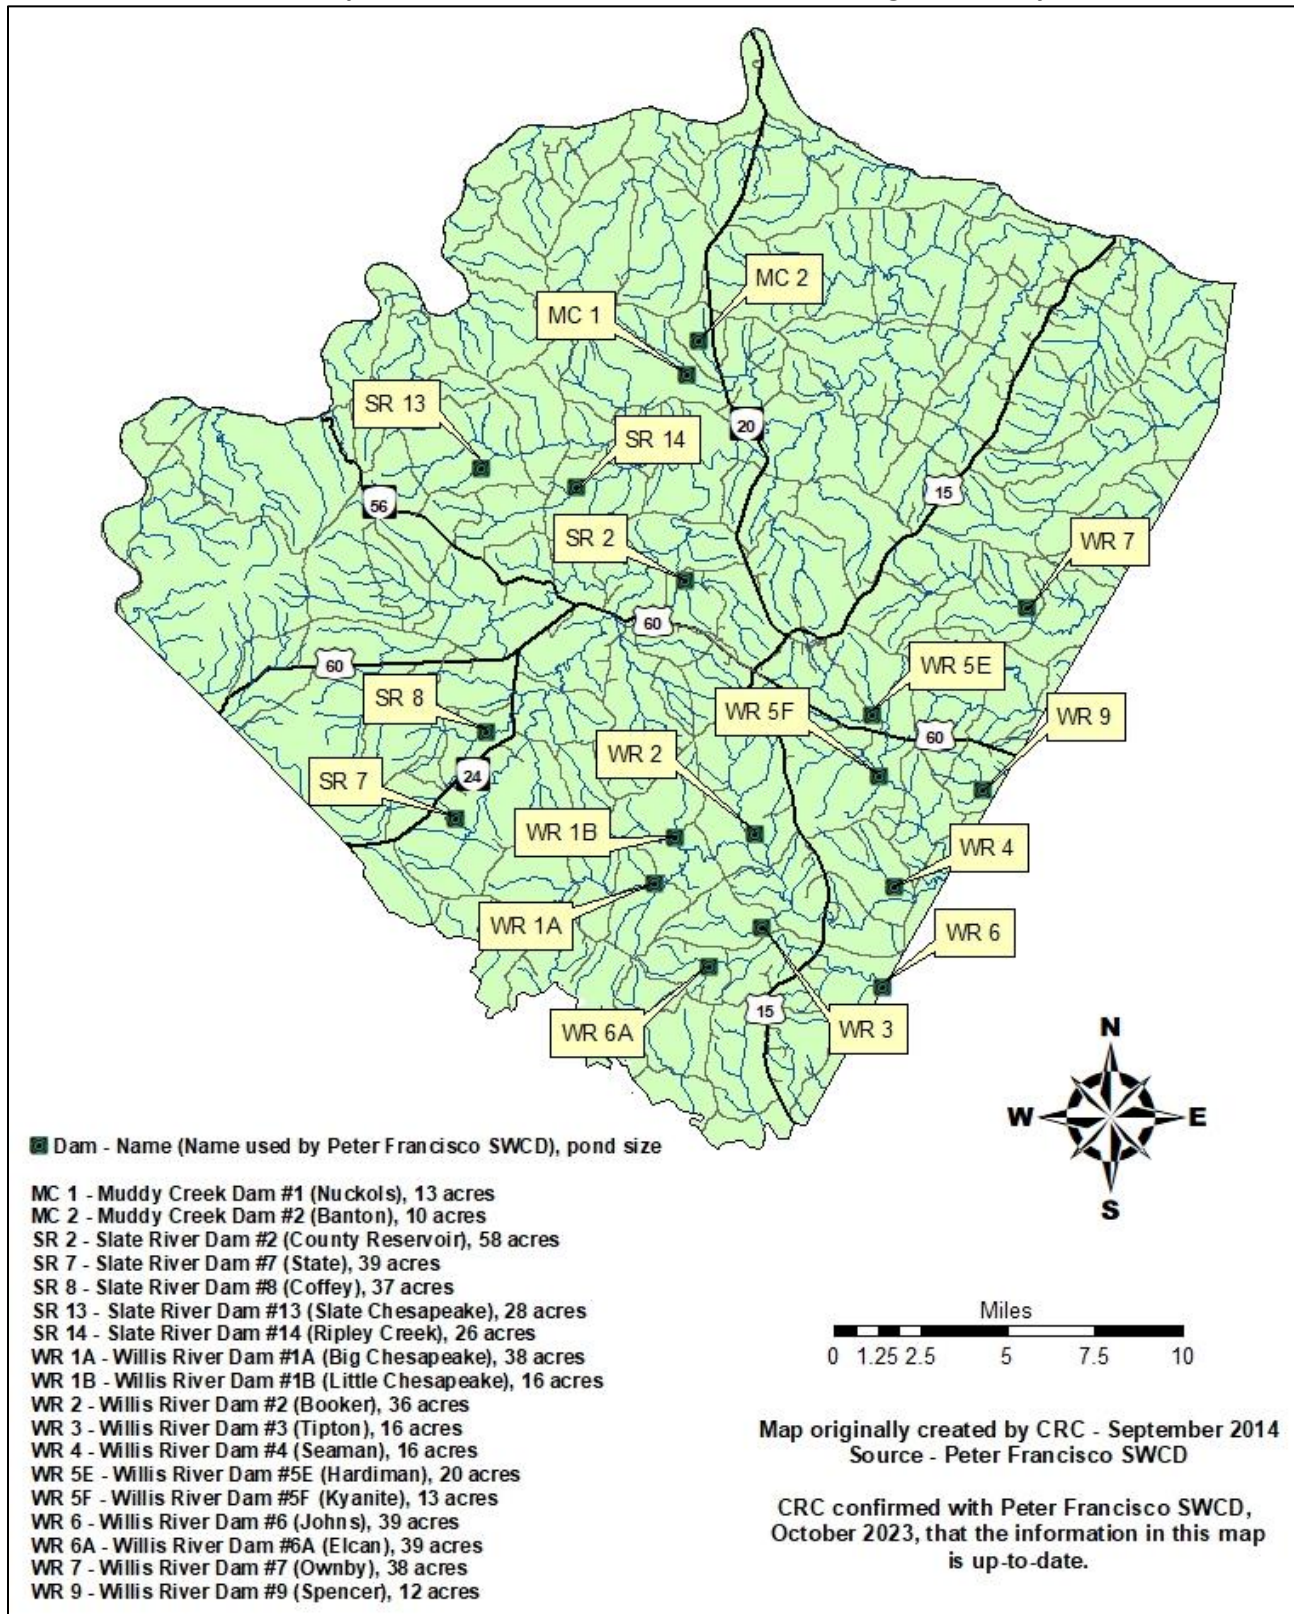 MC 2
MC 1
SR 13
SR 14
20
15
56
SR 2
WR 7
60
60
WR 5E
SR 8
WR 5F
WR 9
60
WR 2
24
SR 7
WR 1B
WR 4
WR 1A
WR 6
15
WR 3
WR 6A
N
W E
S
Dam - Name (Name used by Peter Francisco SWCD), pond size
MC 1 - Muddy Creek Dam #1 (Nuckols), 13 acres
MC 2 - Muddy Creek Dam #2 (Banton), 10 acres
SR 2 - Slate River Dam #2 (County Reservoir), 58 acres
SR 7 - Slate River Dam #7 (State), 39 acres
SR 8 - Slate River Dam #8 (Coffey), 37 acres
SR 13 - Slate River Dam #13 (Slate Chesapeake), 28 acres
SR 14 - Slate River Dam #14 (Ripley Creek), 26 acres
WR 1A - Willis River Dam #1A (Big Chesapeake), 38 acres
WR 1B - Willis River Dam #1B (Little Chesapeake), 16 acres
WR 2 - Willis River Dam #2 (Booker), 36 acres
WR 3 - Willis River Dam #3 (Tipton), 16 acres
WR 4 - Willis River Dam #4 (Seaman), 16 acres
WR 5E - Willis River Dam #5E (Hardiman), 20 acres
WR 5F - Willis River Dam #5F (Kyanite), 13 acres
WR 6 - Willis River Dam #6 (Johns), 39 acres
WR 6A - Willis River Dam #6A (Elcan), 39 acres
WR 7 - Willis River Dam #7 (Ownby), 38 acres
WR 9 - Willis River Dam #9 (Spencer), 12 acres
Miles
0 1.25 2.5 5 7.5 10
Map originally created by CRC - September 2014
Source - Peter Francisco SWCD
CRC confirmed with Peter Francisco SWCD,
October 2023, that the information in this map
is up-to-date.